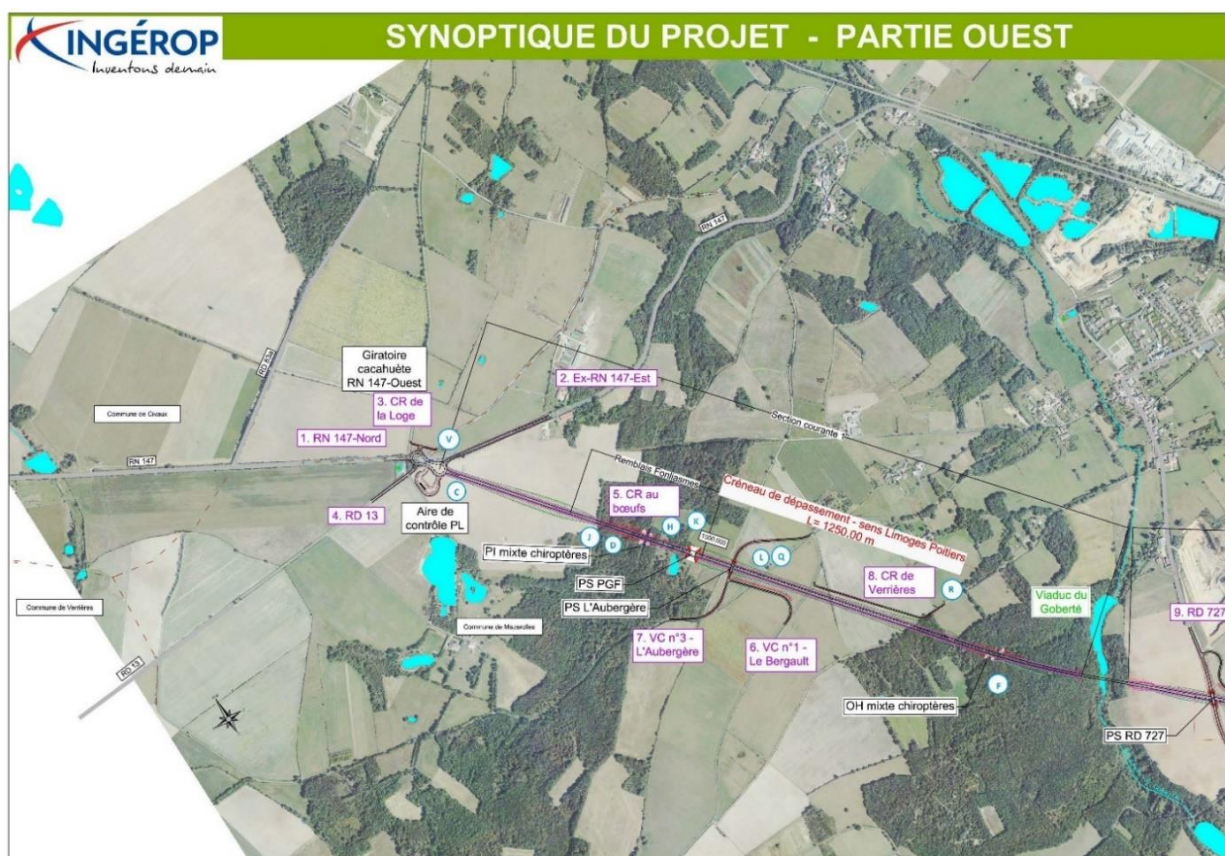 INGÉROP
Inventons demain
SYNOPTIQUE DU PROJET - PARTIE OUEST
RN 147
RD 83e
Giratoire
cacahuète
RN 147-Ouest
2. Ex-RN 147-Est
3. CR de
la Loge
Commune de Civaux
1. RN 147-Nord
V
Section courante
RN 147
Remblais Fontjasmes
C
Créneau de dépassement - sens Limoges Poitiers
L= 1250.00 m
4. RD 13
Aire de
contrôle PL
5. CR au
bœufs
H
K
J
D
PI mixte chiroptères
L
Q
PS PGF
8. CR de
Verrières
R
Viaduc du
Goberté
9. RD 727
PS L'Aubergère
Commune de Verrières
Commune de Mazerolles
7. VC n°3 -
L'Aubergère
6. VC n°1 -
Le Bergault
RD 13
F
OH mixte chiroptères
PS RD 727